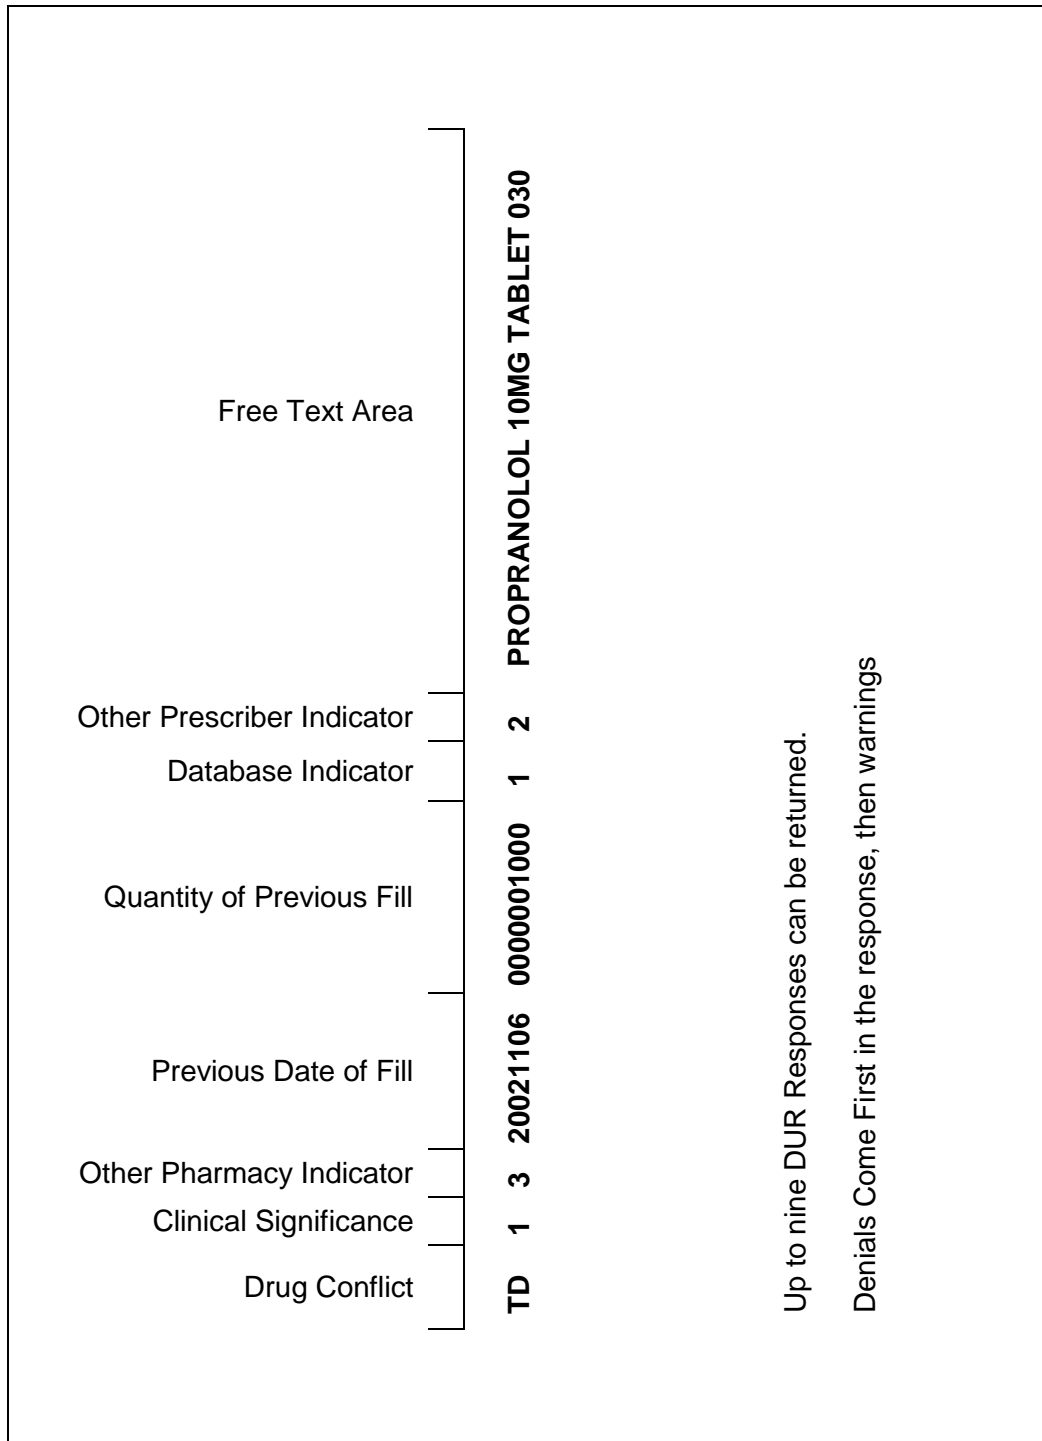 Free Text Area
Other Prescriber Indicator
Database Indicator
Quantity of Previous Fill
Previous Date of Fill
Other Pharmacy Indicator
Clinical Significance
Drug Conflict
TD 1 3 20021106 0000001000 1 2 PROPRANOLOL 10MG TABLET 030
Up to nine DUR Responses can be returned.
Denials Come First in the response, then warnings